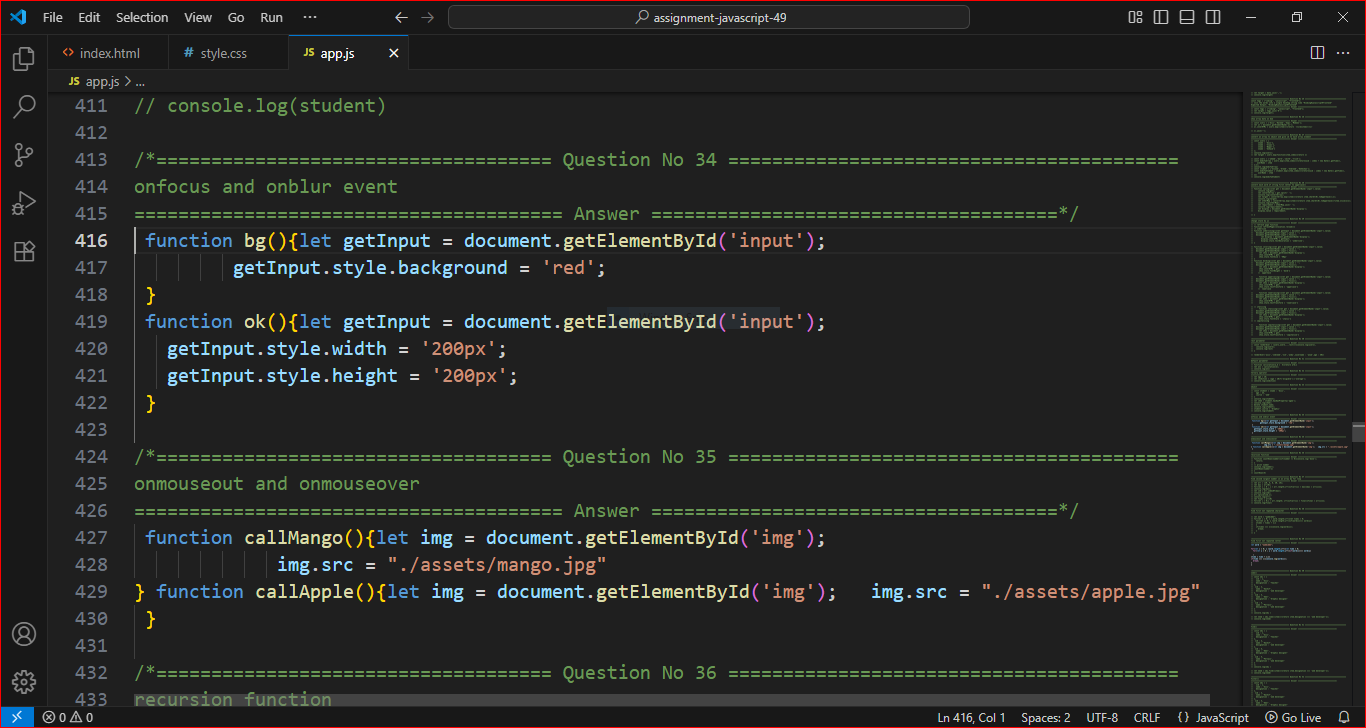 File Edit Selection View Go Run ··· assignment-javascript-49
<> index.html # style.css JS app.js
JS app.js > ...
411 // console.log(student)
412
413 /*==================================== Question No 34 =========================================
414 onfocus and onblur event
415 ======================================= Answer =====================================*/
416 function bg(){let getInput = document.getElementById('input');
417 getInput.style.background = 'red';
418 }
419 function ok(){let getInput = document.getElementById('input');
420 getInput.style.width = '200px';
421 getInput.style.height = '200px';
422 }
423
424 /*==================================== Question No 35 =========================================
425 onmouseout and onmouseover
426 ======================================= Answer =====================================*/
427 function callMango(){let img = document.getElementById('img');
428 img.src = "./assets/mango.jpg"
429 } function callApple(){let img = document.getElementById('img'); img.src = "./assets/apple.jpg"
430 }
431
432 /*==================================== Question No 36 =========================================
433 recursion function
0 0 Ln 416, Col 1 Spaces: 2 UTF-8 CRLF {} JavaScript Go Live